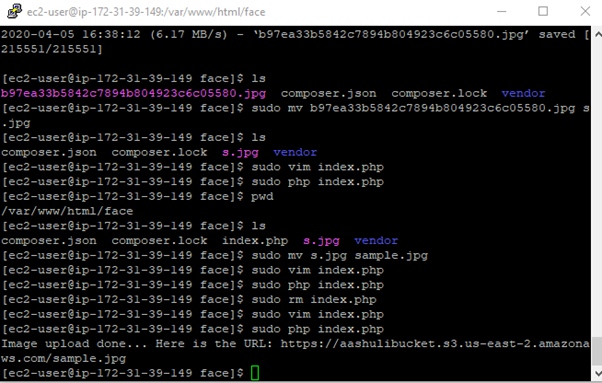 ec2-user@ip-172-31-39-149:/var/www/html/face
2020-04-05 16:38:12 (6.17 MB/s) - ‘b97ea33b5842c7894b804923c6c05580.jpg’ saved [
215551/215551]
[ec2-user@ip-172-31-39-149 face]$ ls
b97ea33b5842c7894b804923c6c05580.jpg  composer.json  composer.lock  vendor
[ec2-user@ip-172-31-39-149 face]$ sudo mv b97ea33b5842c7894b804923c6c05580.jpg s
.jpg
[ec2-user@ip-172-31-39-149 face]$ ls
composer.json  composer.lock  s.jpg  vendor
[ec2-user@ip-172-31-39-149 face]$ sudo vim index.php
[ec2-user@ip-172-31-39-149 face]$ sudo php index.php
[ec2-user@ip-172-31-39-149 face]$ pwd
/var/www/html/face
[ec2-user@ip-172-31-39-149 face]$ ls
composer.json  composer.lock  index.php  s.jpg  vendor
[ec2-user@ip-172-31-39-149 face]$ sudo mv s.jpg sample.jpg
[ec2-user@ip-172-31-39-149 face]$ sudo vim index.php
[ec2-user@ip-172-31-39-149 face]$ sudo php index.php
[ec2-user@ip-172-31-39-149 face]$ sudo rm index.php
[ec2-user@ip-172-31-39-149 face]$ sudo vim index.php
[ec2-user@ip-172-31-39-149 face]$ sudo php index.php
Image upload done... Here is the URL: https://aashulibucket.s3.us-east-2.amazona
ws.com/sample.jpg
[ec2-user@ip-172-31-39-149 face]$